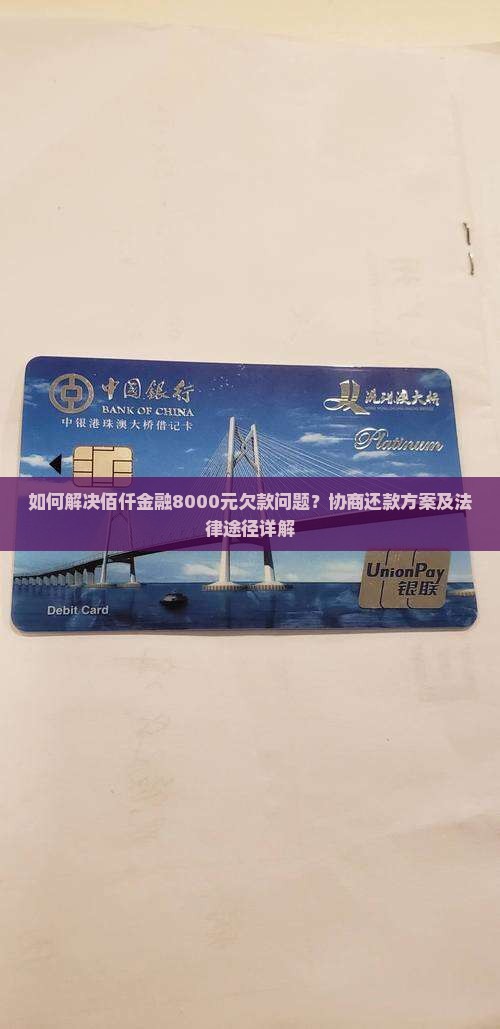 中国银行
BANK OF CHINA
中银港珠澳大桥借记卡
港珠澳大桥
Platinum
如何解决佰仟金融8000元欠款问题？协商还款方案及法
律途径详解
UnionPay
银联
Debit Card